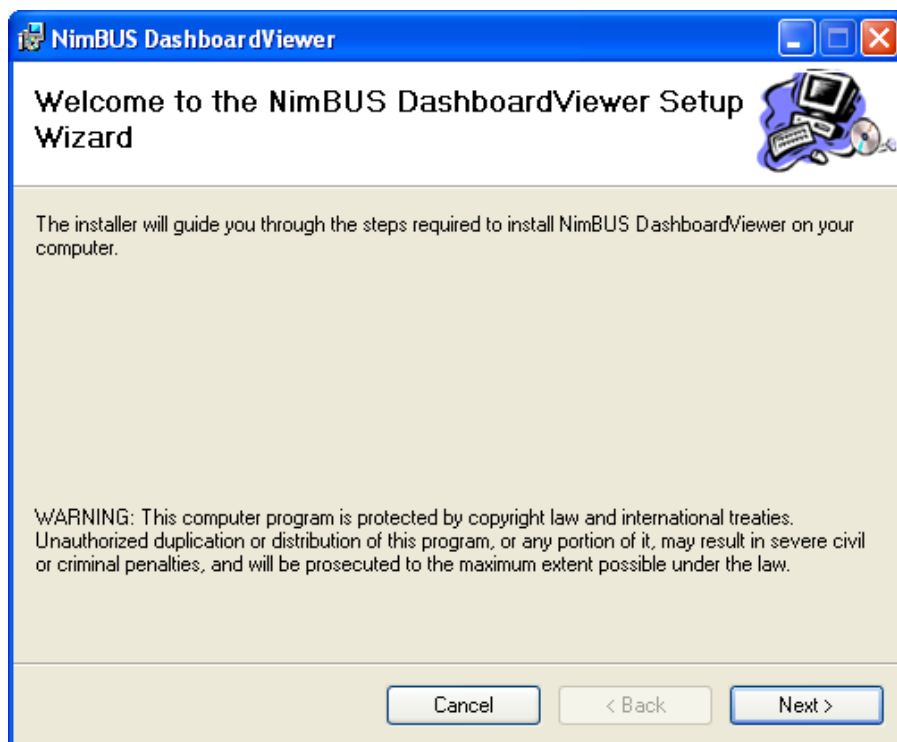 NimBUS DashboardViewer
Welcome to the NimBUS DashboardViewer Setup
Wizard
The installer will guide you through the steps required to install NimBUS DashboardViewer on your
computer.
WARNING: This computer program is protected by copyright law and international treaties.
Unauthorized duplication or distribution of this program, or any portion of it, may result in severe civil
or criminal penalties, and will be prosecuted to the maximum extent possible under the law.
Cancel < Back Next >